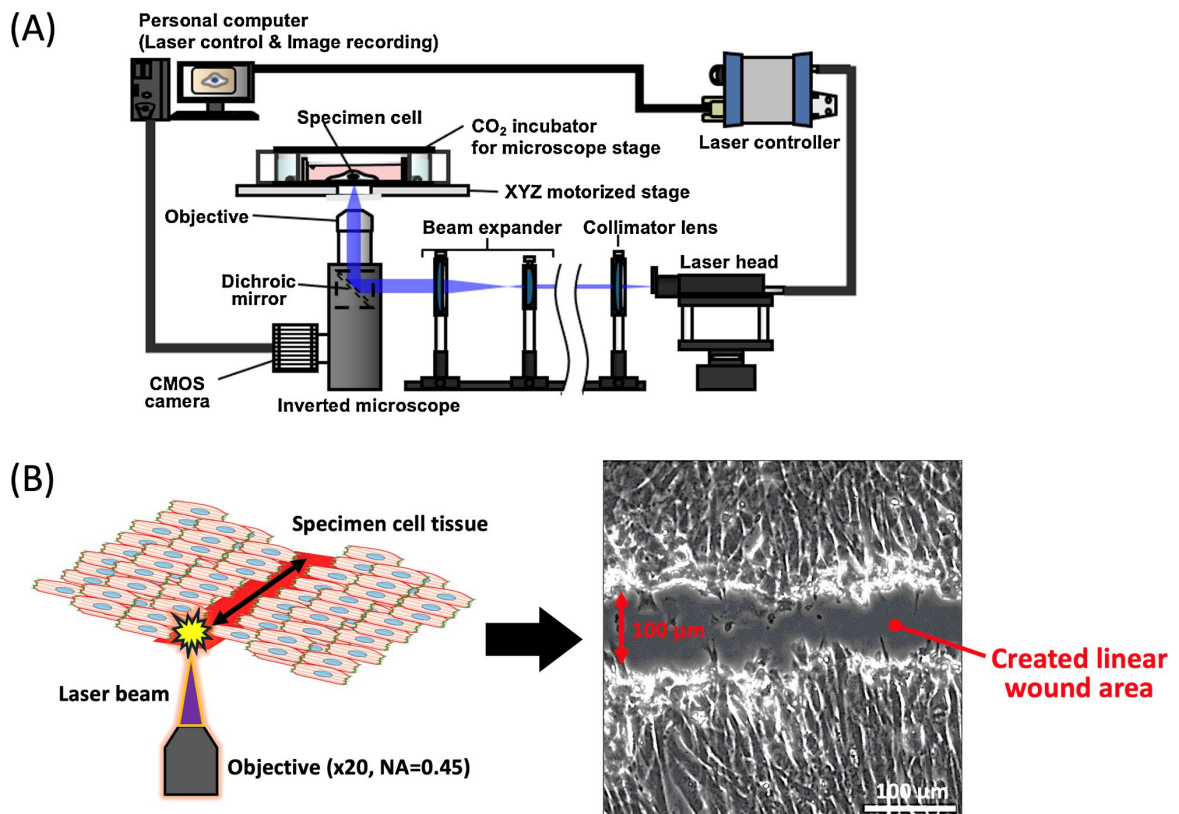 (A)
Personal computer
(Laser control & Image recording)
Specimen cell
CO₂ incubator
for microscope stage
Laser controller
XYZ motorized stage
Objective
Beam expander
Collimator lens
Laser head
Dichroic
mirror
CMOS
camera
Inverted microscope
(B)
Specimen cell tissue
Laser beam
Objective (x20, NA=0.45)
100 μm
Created linear
wound area
100 μm